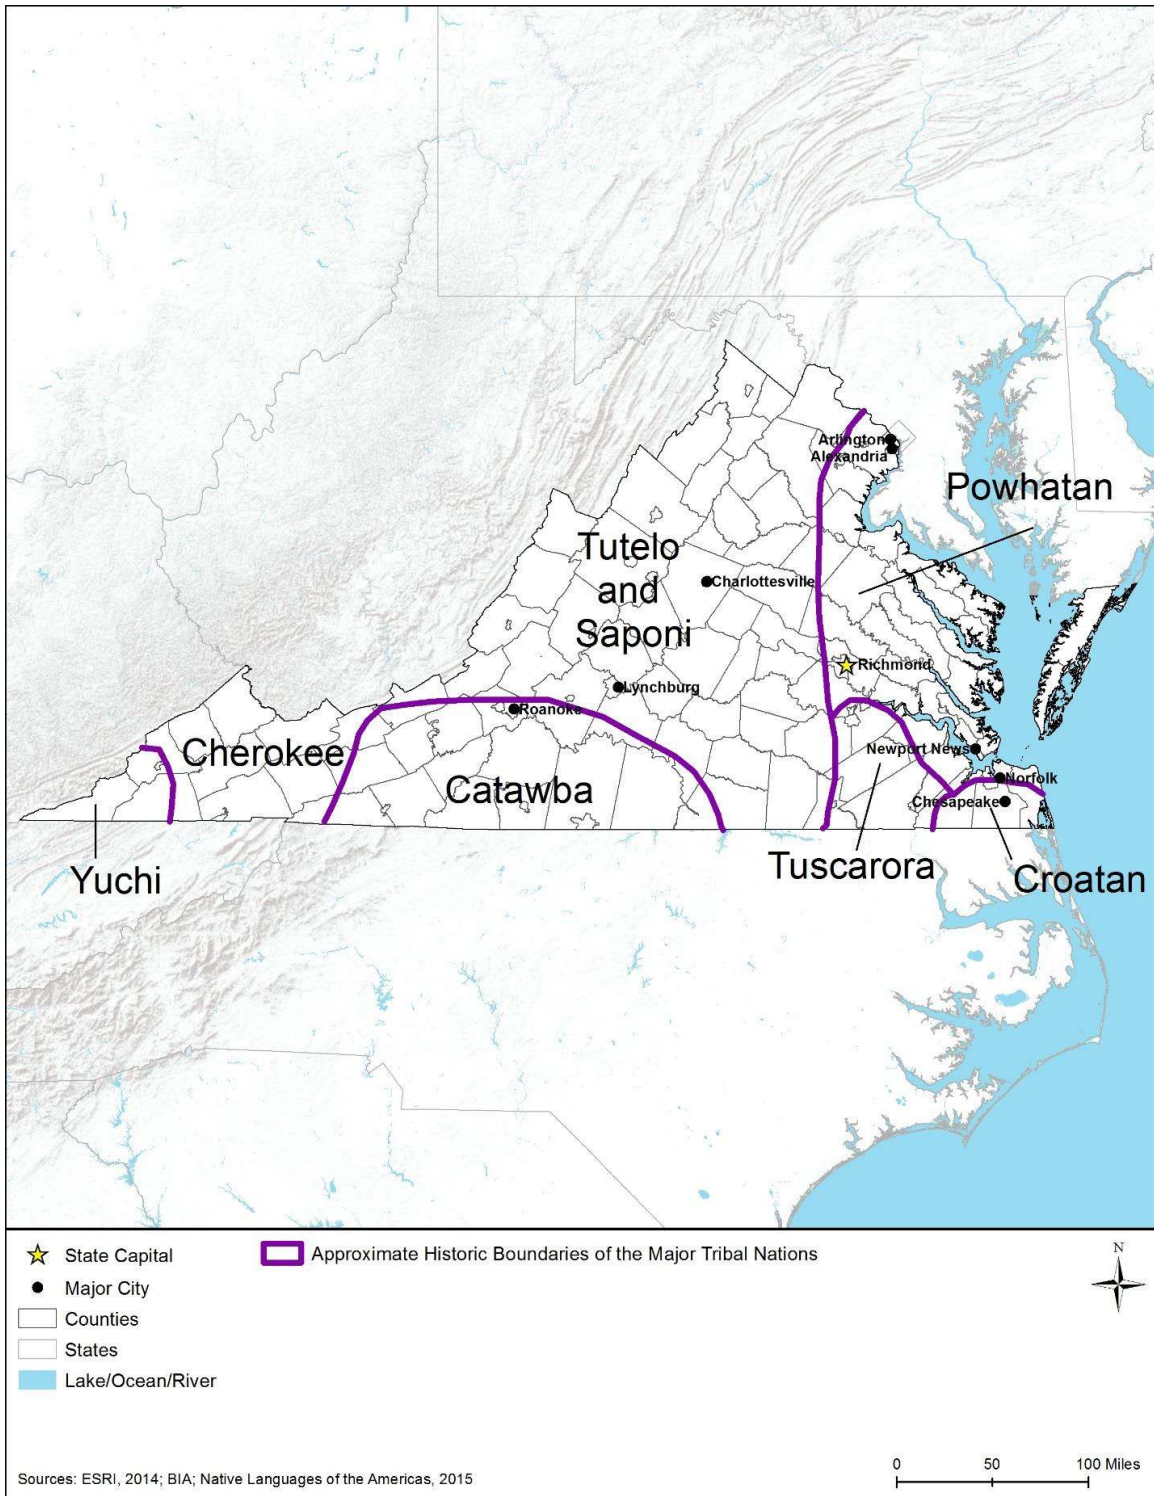 Arlington
Alexandria
Powhatan
Tutelo
and
Saponi
Charlottesville
Richmond
Lynchburg
Roanoke
Cherokee
Catawba
Newport News
Norfolk
Chesapeake
Yuchi
Tuscarora
Croatan
State Capital
Major City
Counties
States
Lake/Ocean/River
Approximate Historic Boundaries of the Major Tribal Nations
N
0 50 100 Miles
Sources: ESRI, 2014; BIA; Native Languages of the Americas, 2015